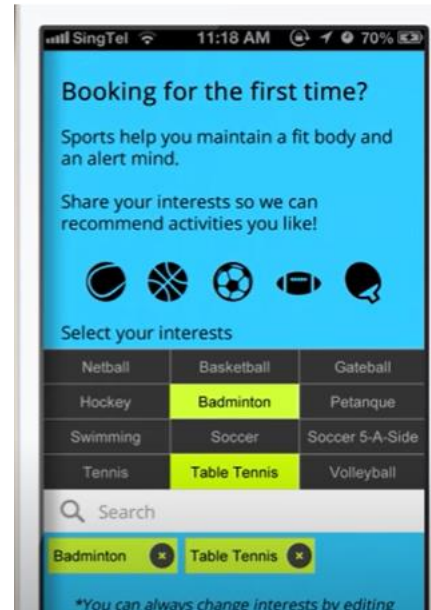 SingTel 11:18 AM 70%
Booking for the first time?
Sports help you maintain a fit body and
an alert mind.
Share your interests so we can
recommend activities you like!
Select your interests
Netball Basketball Gateball
Hockey Badminton Petanque
Swimming Soccer Soccer 5-A-Side
Tennis Table Tennis Volleyball
Search
Badminton Table Tennis
*You can always change interests by editing